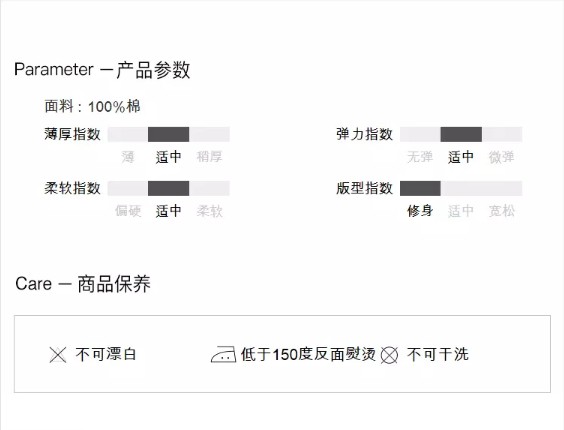 Parameter －产品参数
面料：100%棉
薄厚指数
薄 适中 稍厚
弹力指数
无弹 适中 微弹
柔软指数
偏硬 适中 柔软
版型指数
修身 适中 宽松
Care － 商品保养
不可漂白 低于150度反面熨烫 不可干洗